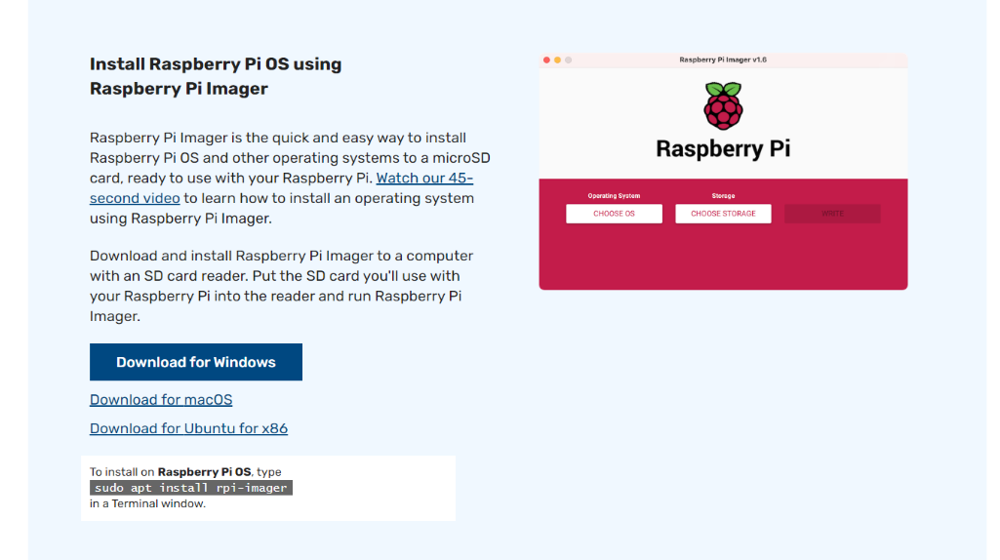 Install Raspberry Pi OS using
Raspberry Pi Imager
Raspberry Pi Imager is the quick and easy way to install
Raspberry Pi OS and other operating systems to a microSD
card, ready to use with your Raspberry Pi. Watch our 45-
second video to learn how to install an operating system
using Raspberry Pi Imager.
Download and install Raspberry Pi Imager to a computer
with an SD card reader. Put the SD card you'll use with
your Raspberry Pi into the reader and run Raspberry Pi
Imager.
Download for Windows
Download for macOS
Download for Ubuntu for x86
To install on Raspberry Pi OS, type
sudo apt install rpi-imager
in a Terminal window.
Raspberry Pi Imager v1.6
Raspberry Pi
Operating System Storage
CHOOSE OS CHOOSE STORAGE WRITE